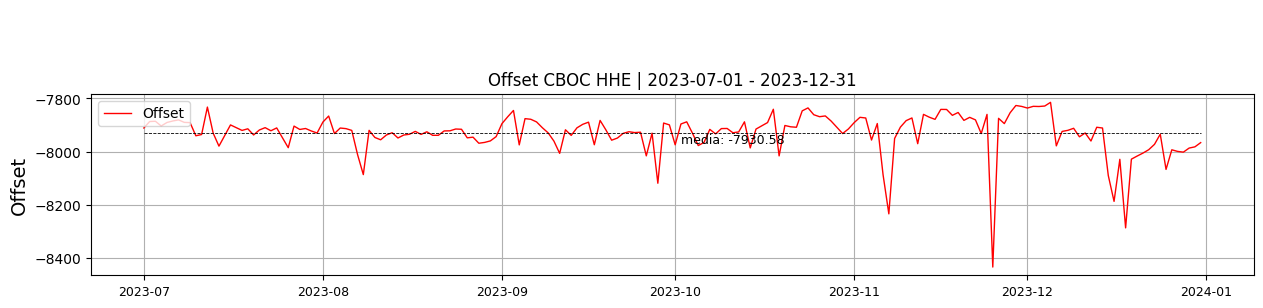 Offset CBOC HHE | 2023-07-01 - 2023-12-31
Offset
−7800
−8000
−8200
−8400
Offset
media: -7930.58
2023-07
2023-08
2023-09
2023-10
2023-11
2023-12
2024-01